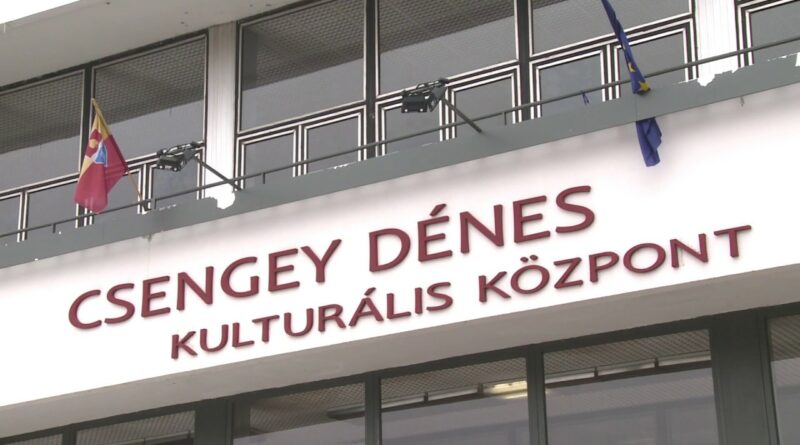 CSENGEY DÉNES
KULTURÁLIS KÖZPONT